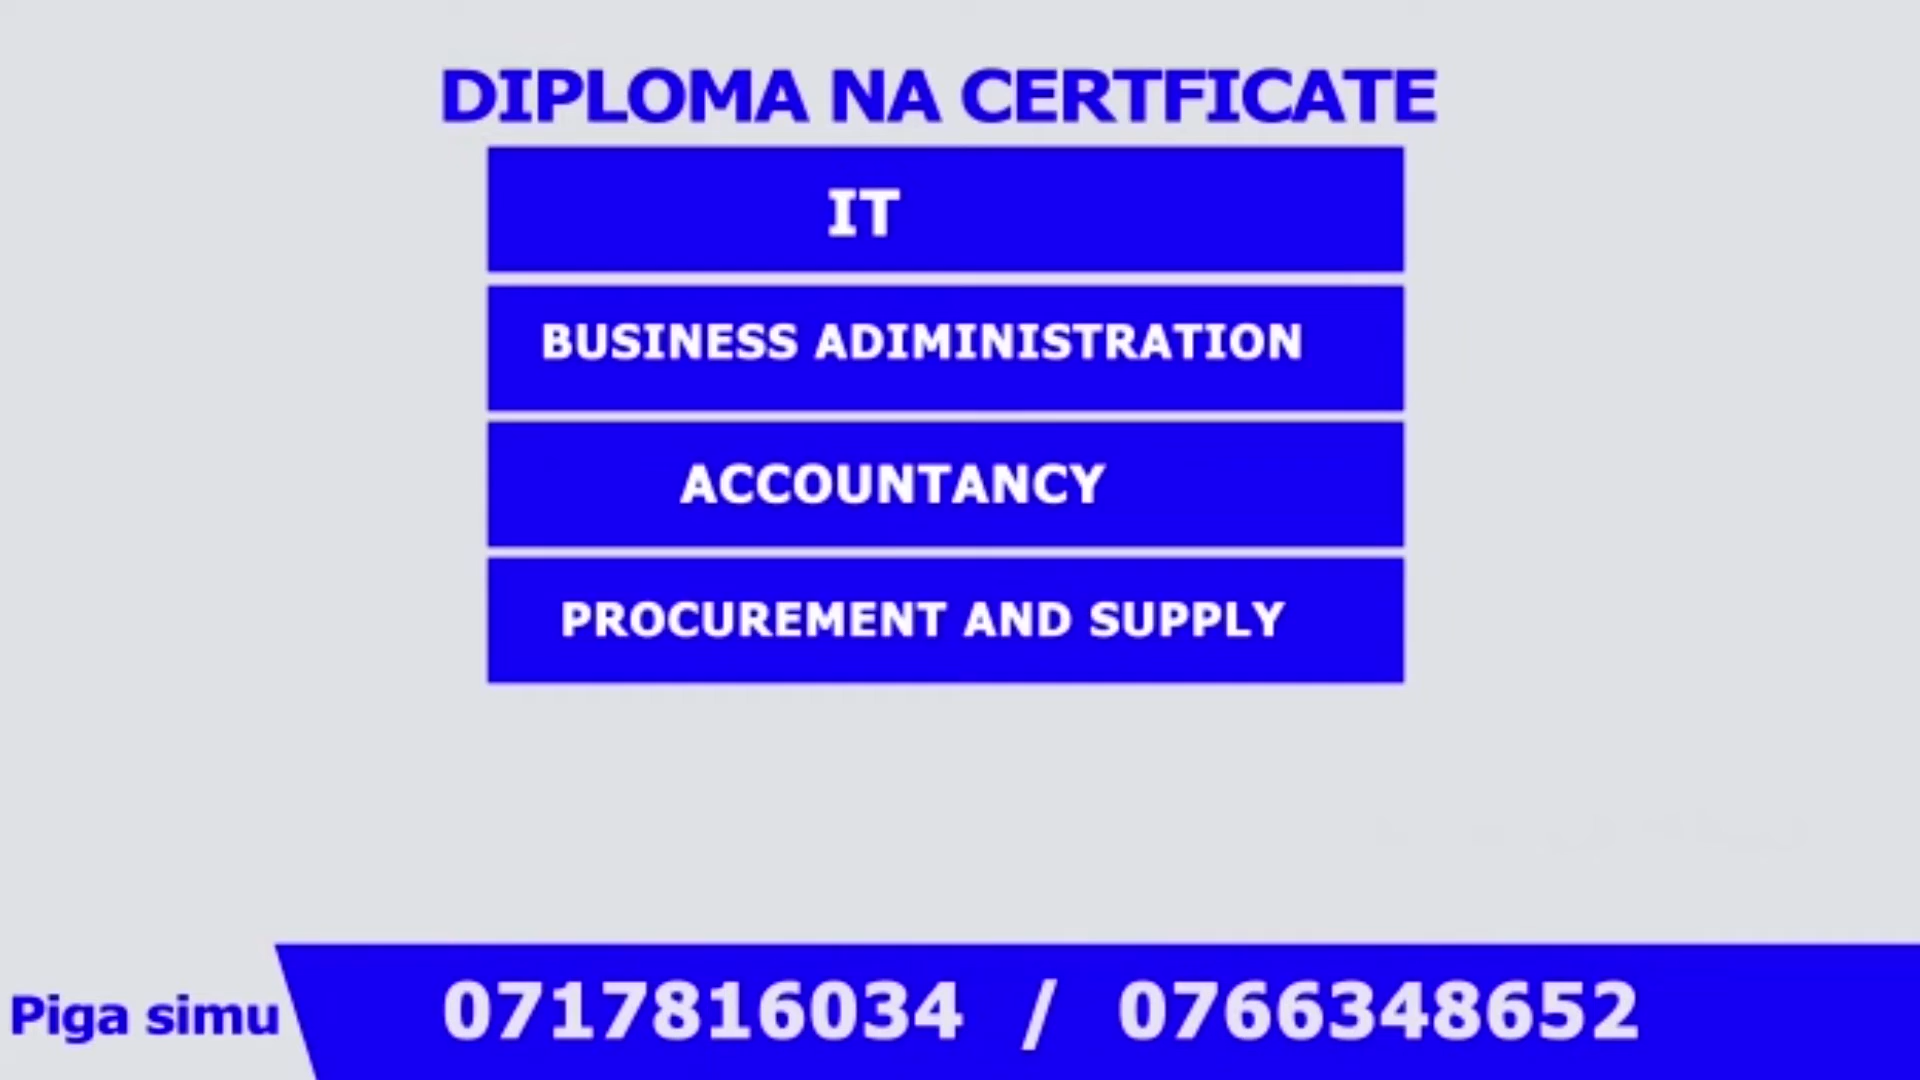 DIPLOMA NA CERTFICATE
IT
BUSINESS ADIMINISTRATION
ACCOUNTANCY
PROCUREMENT AND SUPPLY
Piga simu 0717816034 / 0766348652